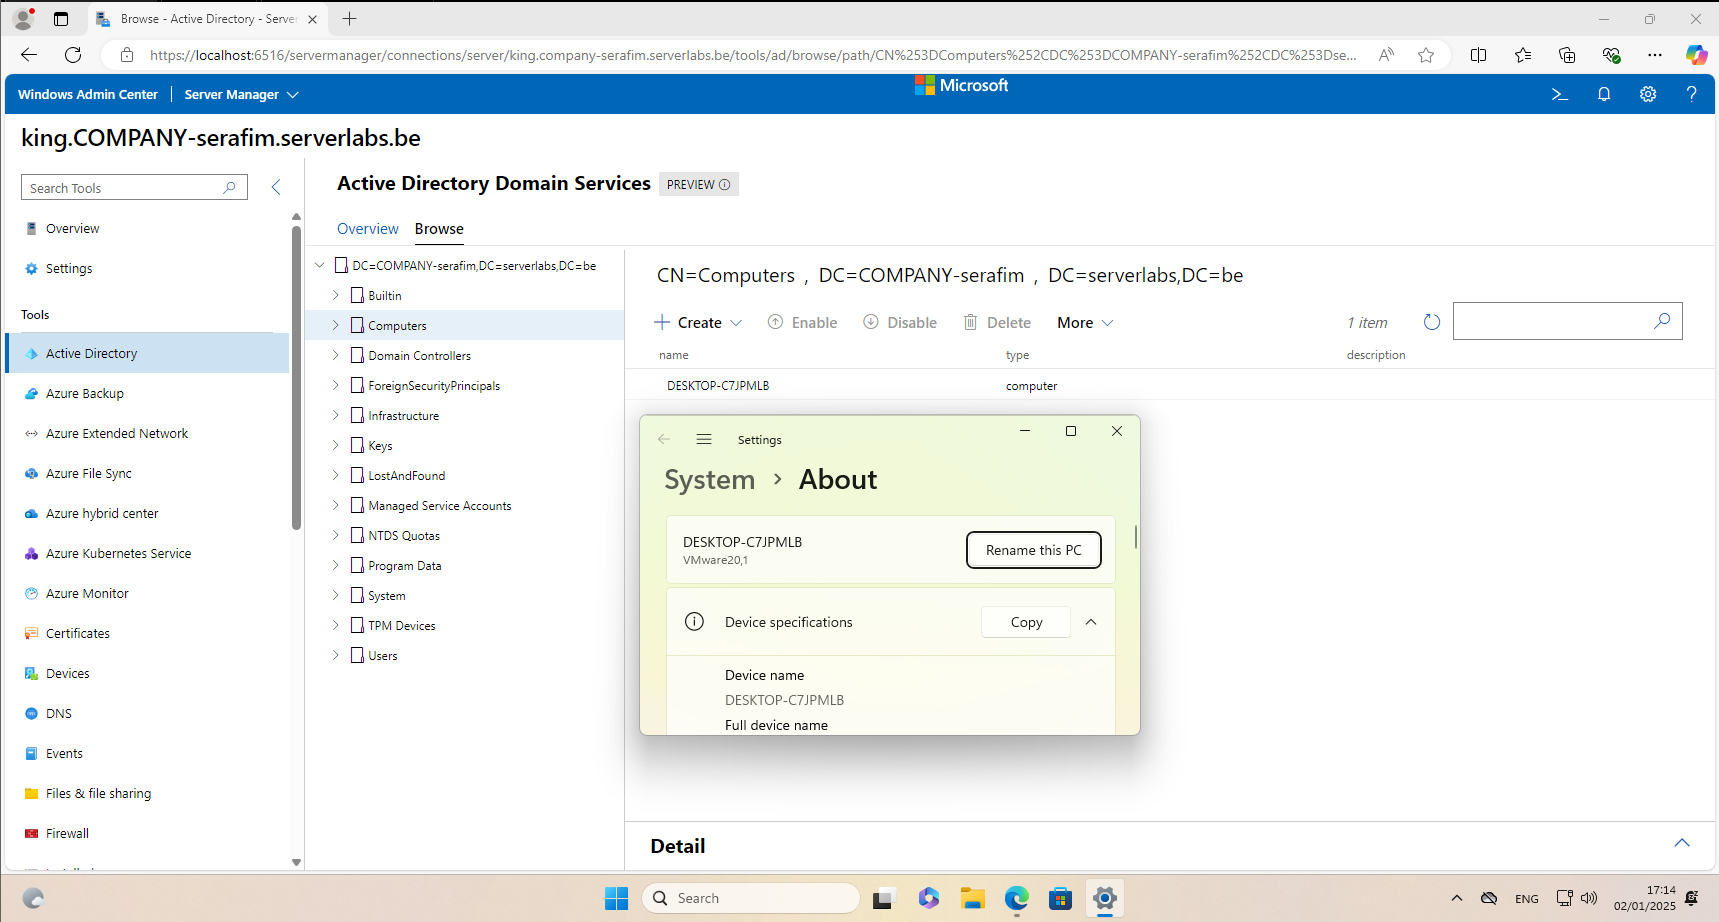 Browse - Active Directory - Server
https://localhost:6516/servermanager/connections/server/king.company-serafim.serverlabs.be/tools/ad/browse/path/CN%253DComputers%252CDC%253DCOMPANY-serafim%252CDC%253Dse...
Windows Admin Center
Server Manager
Microsoft
king.COMPANY-serafim.serverlabs.be
Search Tools
Overview
Settings
Tools
Active Directory
Azure Backup
Azure Extended Network
Azure File Sync
Azure hybrid center
Azure Kubernetes Service
Azure Monitor
Certificates
Devices
DNS
Events
Files & file sharing
Firewall
Active Directory Domain Services
PREVIEW
Overview
Browse
DC=COMPANY-serafim,DC=serverlabs,DC=be
Builtin
Computers
Domain Controllers
ForeignSecurityPrincipals
Infrastructure
Keys
LostAndFound
Managed Service Accounts
NTDS Quotas
Program Data
System
TPM Devices
Users
CN=Computers , DC=COMPANY-serafim , DC=serverlabs,DC=be
Create
Enable
Disable
Delete
More
1 item
name
type
description
DESKTOP-C7JPMLB
computer
Settings
System > About
DESKTOP-C7JPMLB
VMware20,1
Rename this PC
Device specifications
Copy
Device name
DESKTOP-C7JPMLB
Full device name
Detail
Search
ENG
17:14
02/01/2025